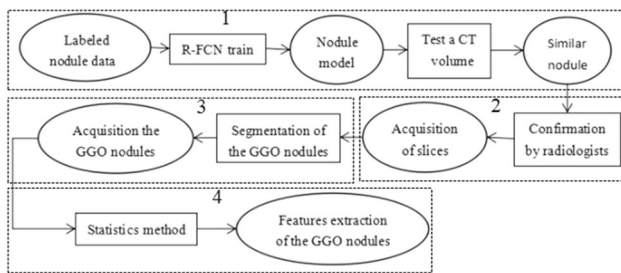 1
Labeled
nodule data
R-FCN train
Nodule
model
Test a CT
volume
Similar
nodule
2
Confirmation
by radiologists
Acquisition
of slices
3
Segmentation of
the GGO nodules
Acquisition the
GGO nodules
4
Statistics method
Features extraction
of the GGO nodules